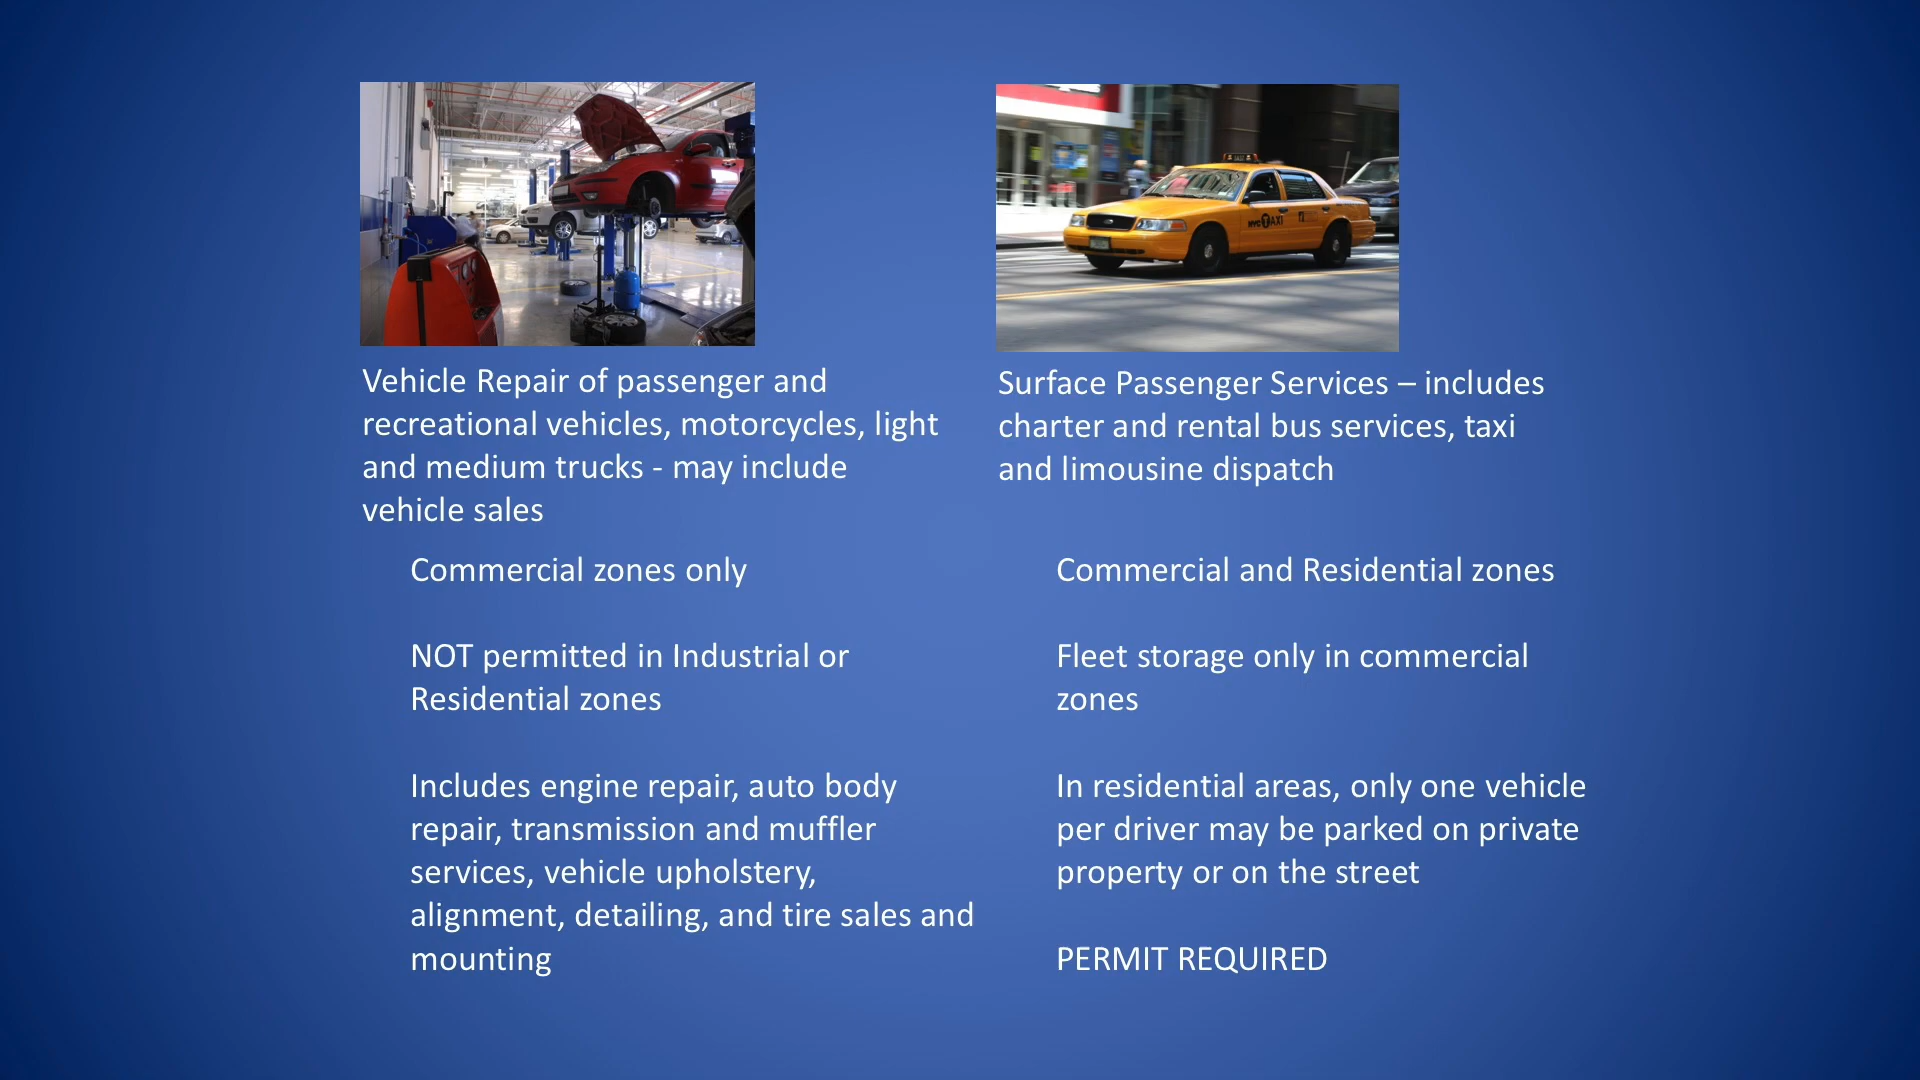 TAXI
NYC TAXI
Vehicle Repair of passenger and
recreational vehicles, motorcycles, light
and medium trucks - may include
vehicle sales
Commercial zones only
NOT permitted in Industrial or
Residential zones
Includes engine repair, auto body
repair, transmission and muffler
services, vehicle upholstery,
alignment, detailing, and tire sales and
mounting
Surface Passenger Services – includes
charter and rental bus services, taxi
and limousine dispatch
Commercial and Residential zones
Fleet storage only in commercial
zones
In residential areas, only one vehicle
per driver may be parked on private
property or on the street
PERMIT REQUIRED